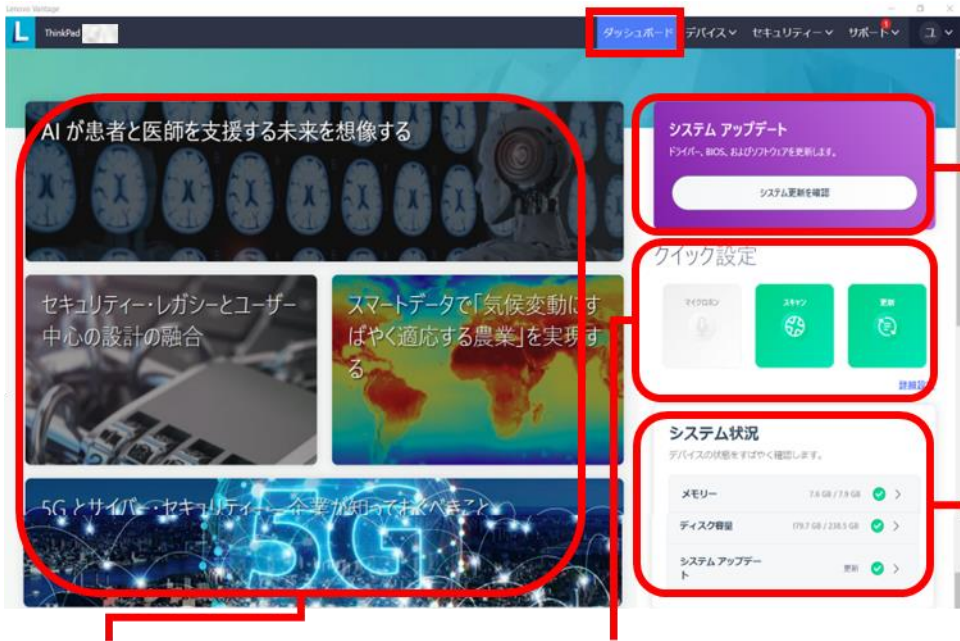 Lenovo Vantage
L
ThinkPad
ダッシュボード デバイス セキュリティー サポート 1 ユ
AI が患者と医師を支援する未来を想像する
セキュリティー・レガシーとユーザー
中心の設計の融合
スマートデータで「気候変動にす
ばやく適応する農業」を実現す
る
5G とサイバー・セキュリティー – 企業が知っておくべきこと
5G
システム アップデート
ドライバー、BIOS、およびソフトウェアを更新します。
システム更新を確認
クイック設定
マイクロホン
スキャン
更新
詳細設
システム状況
デバイスの状態をすばやく確認します。
メモリー 7.6 GB / 7.9 GB
ディスク容量 179.7 GB / 238.5 GB
システム アップデー
ト 更新